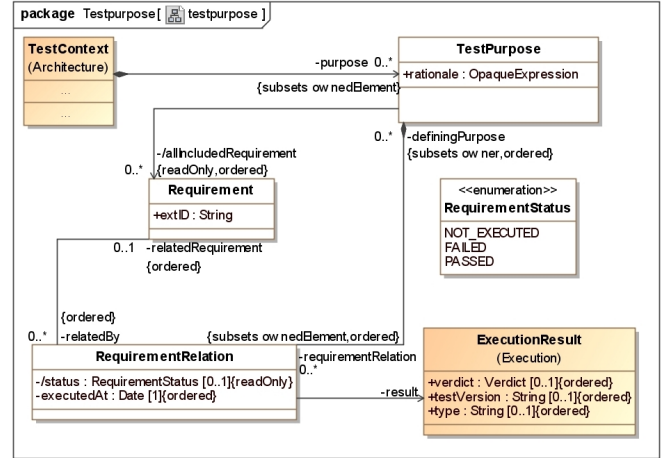 package Testpurpose[ testpurpose ]
TestContext
(Architecture)
...
...
-purpose 0..*
{subsets ownedElement}
TestPurpose
+rationale : OpaqueExpression
0..*
-definingPurpose
{subsets owner,ordered}
-/allIncludedRequirement
0..*
{readOnly,ordered}
Requirement
+extID : String
<<enumeration>>
RequirementStatus
NOT_EXECUTED
FAILED
PASSED
0..1
-relatedRequirement
{ordered}
{ordered}
0..*
-relatedBy
{subsets ownedElement,ordered}
-requirementRelation
0..*
RequirementRelation
-/status : RequirementStatus [0..1]{readOnly}
-executedAt : Date [1]{ordered}
-result
ExecutionResult
(Execution)
+verdict : Verdict [0..1]{ordered}
+testVersion : String [0..1]{ordered}
+type : String [0..1]{ordered}